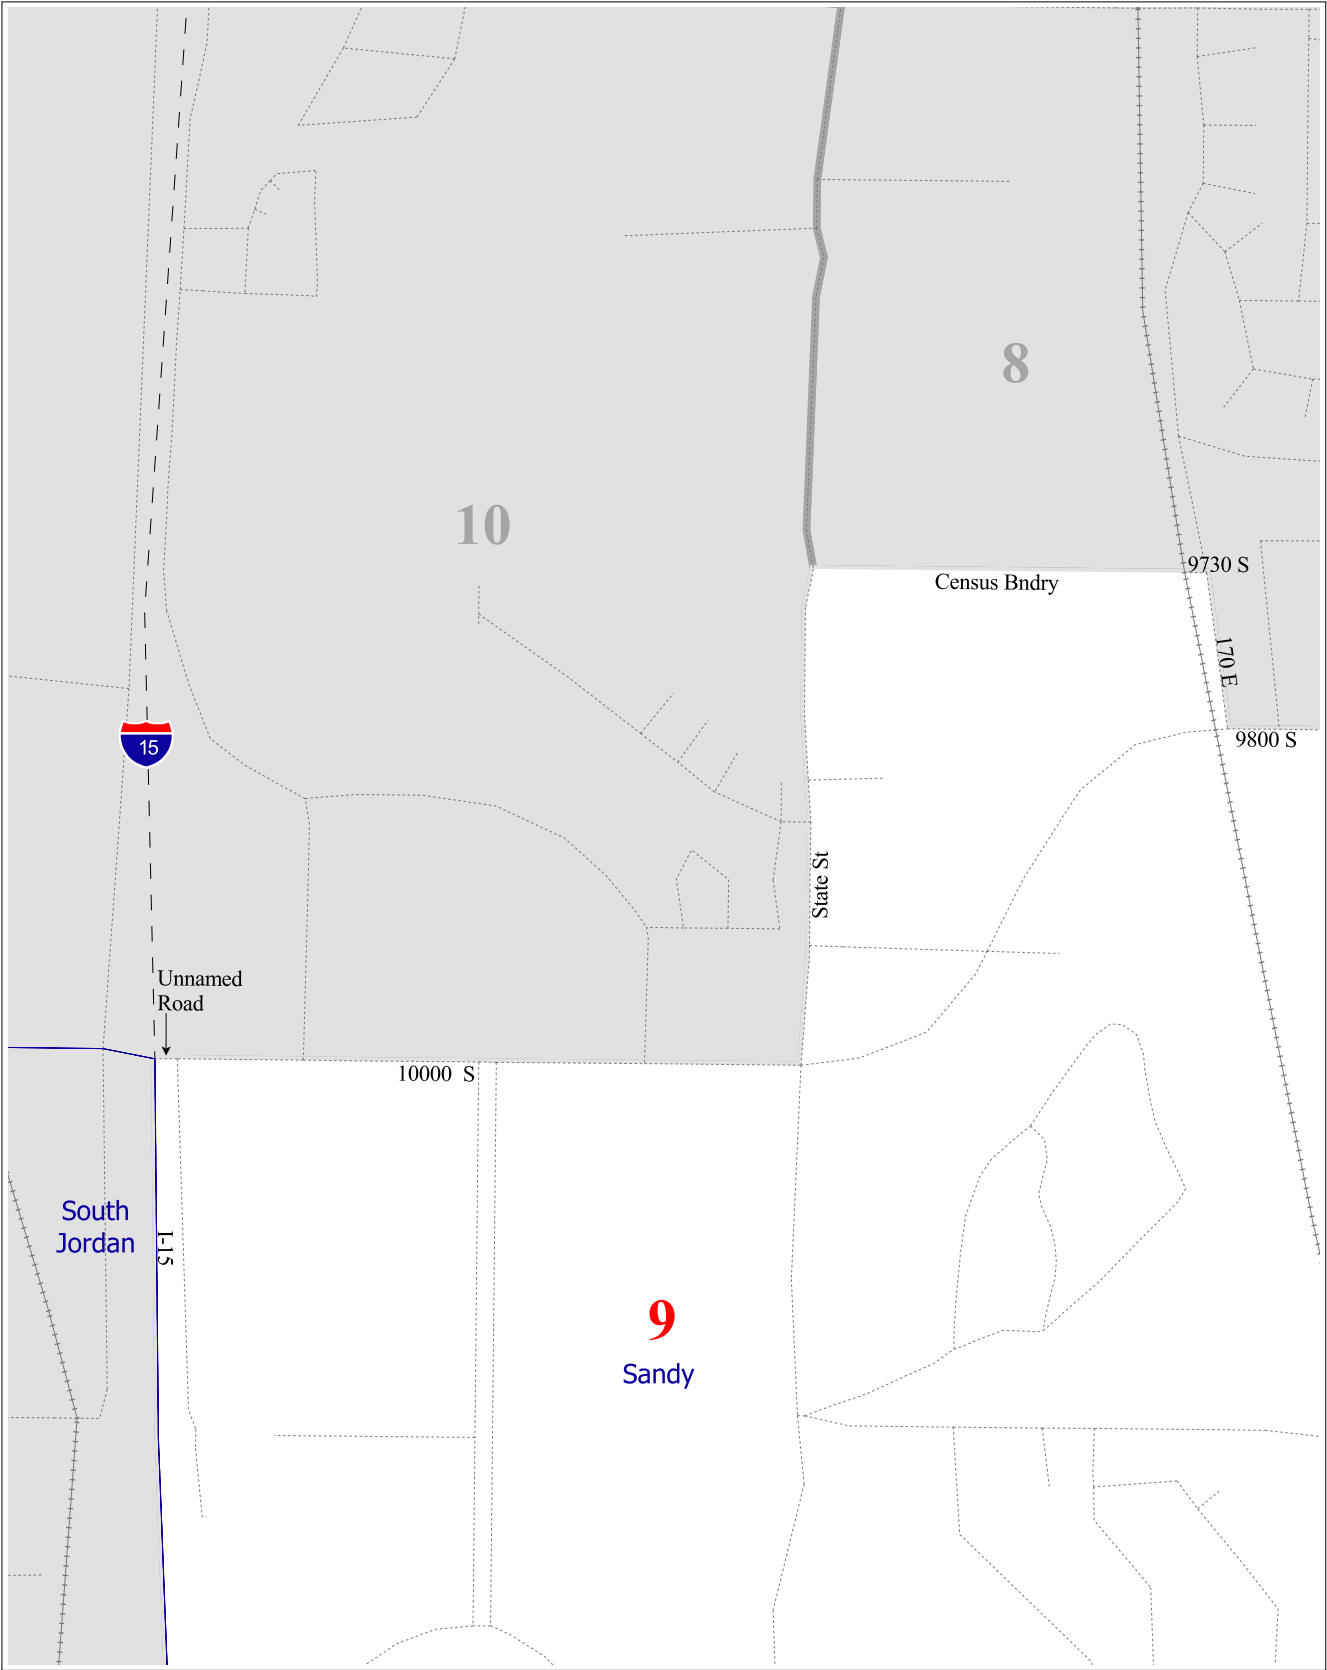 8
10
9730 S
Census Bndry
170 E
15
9800 S
State St
Unnamed
Road
10000 S
South
Jordan
I-15
9
Sandy